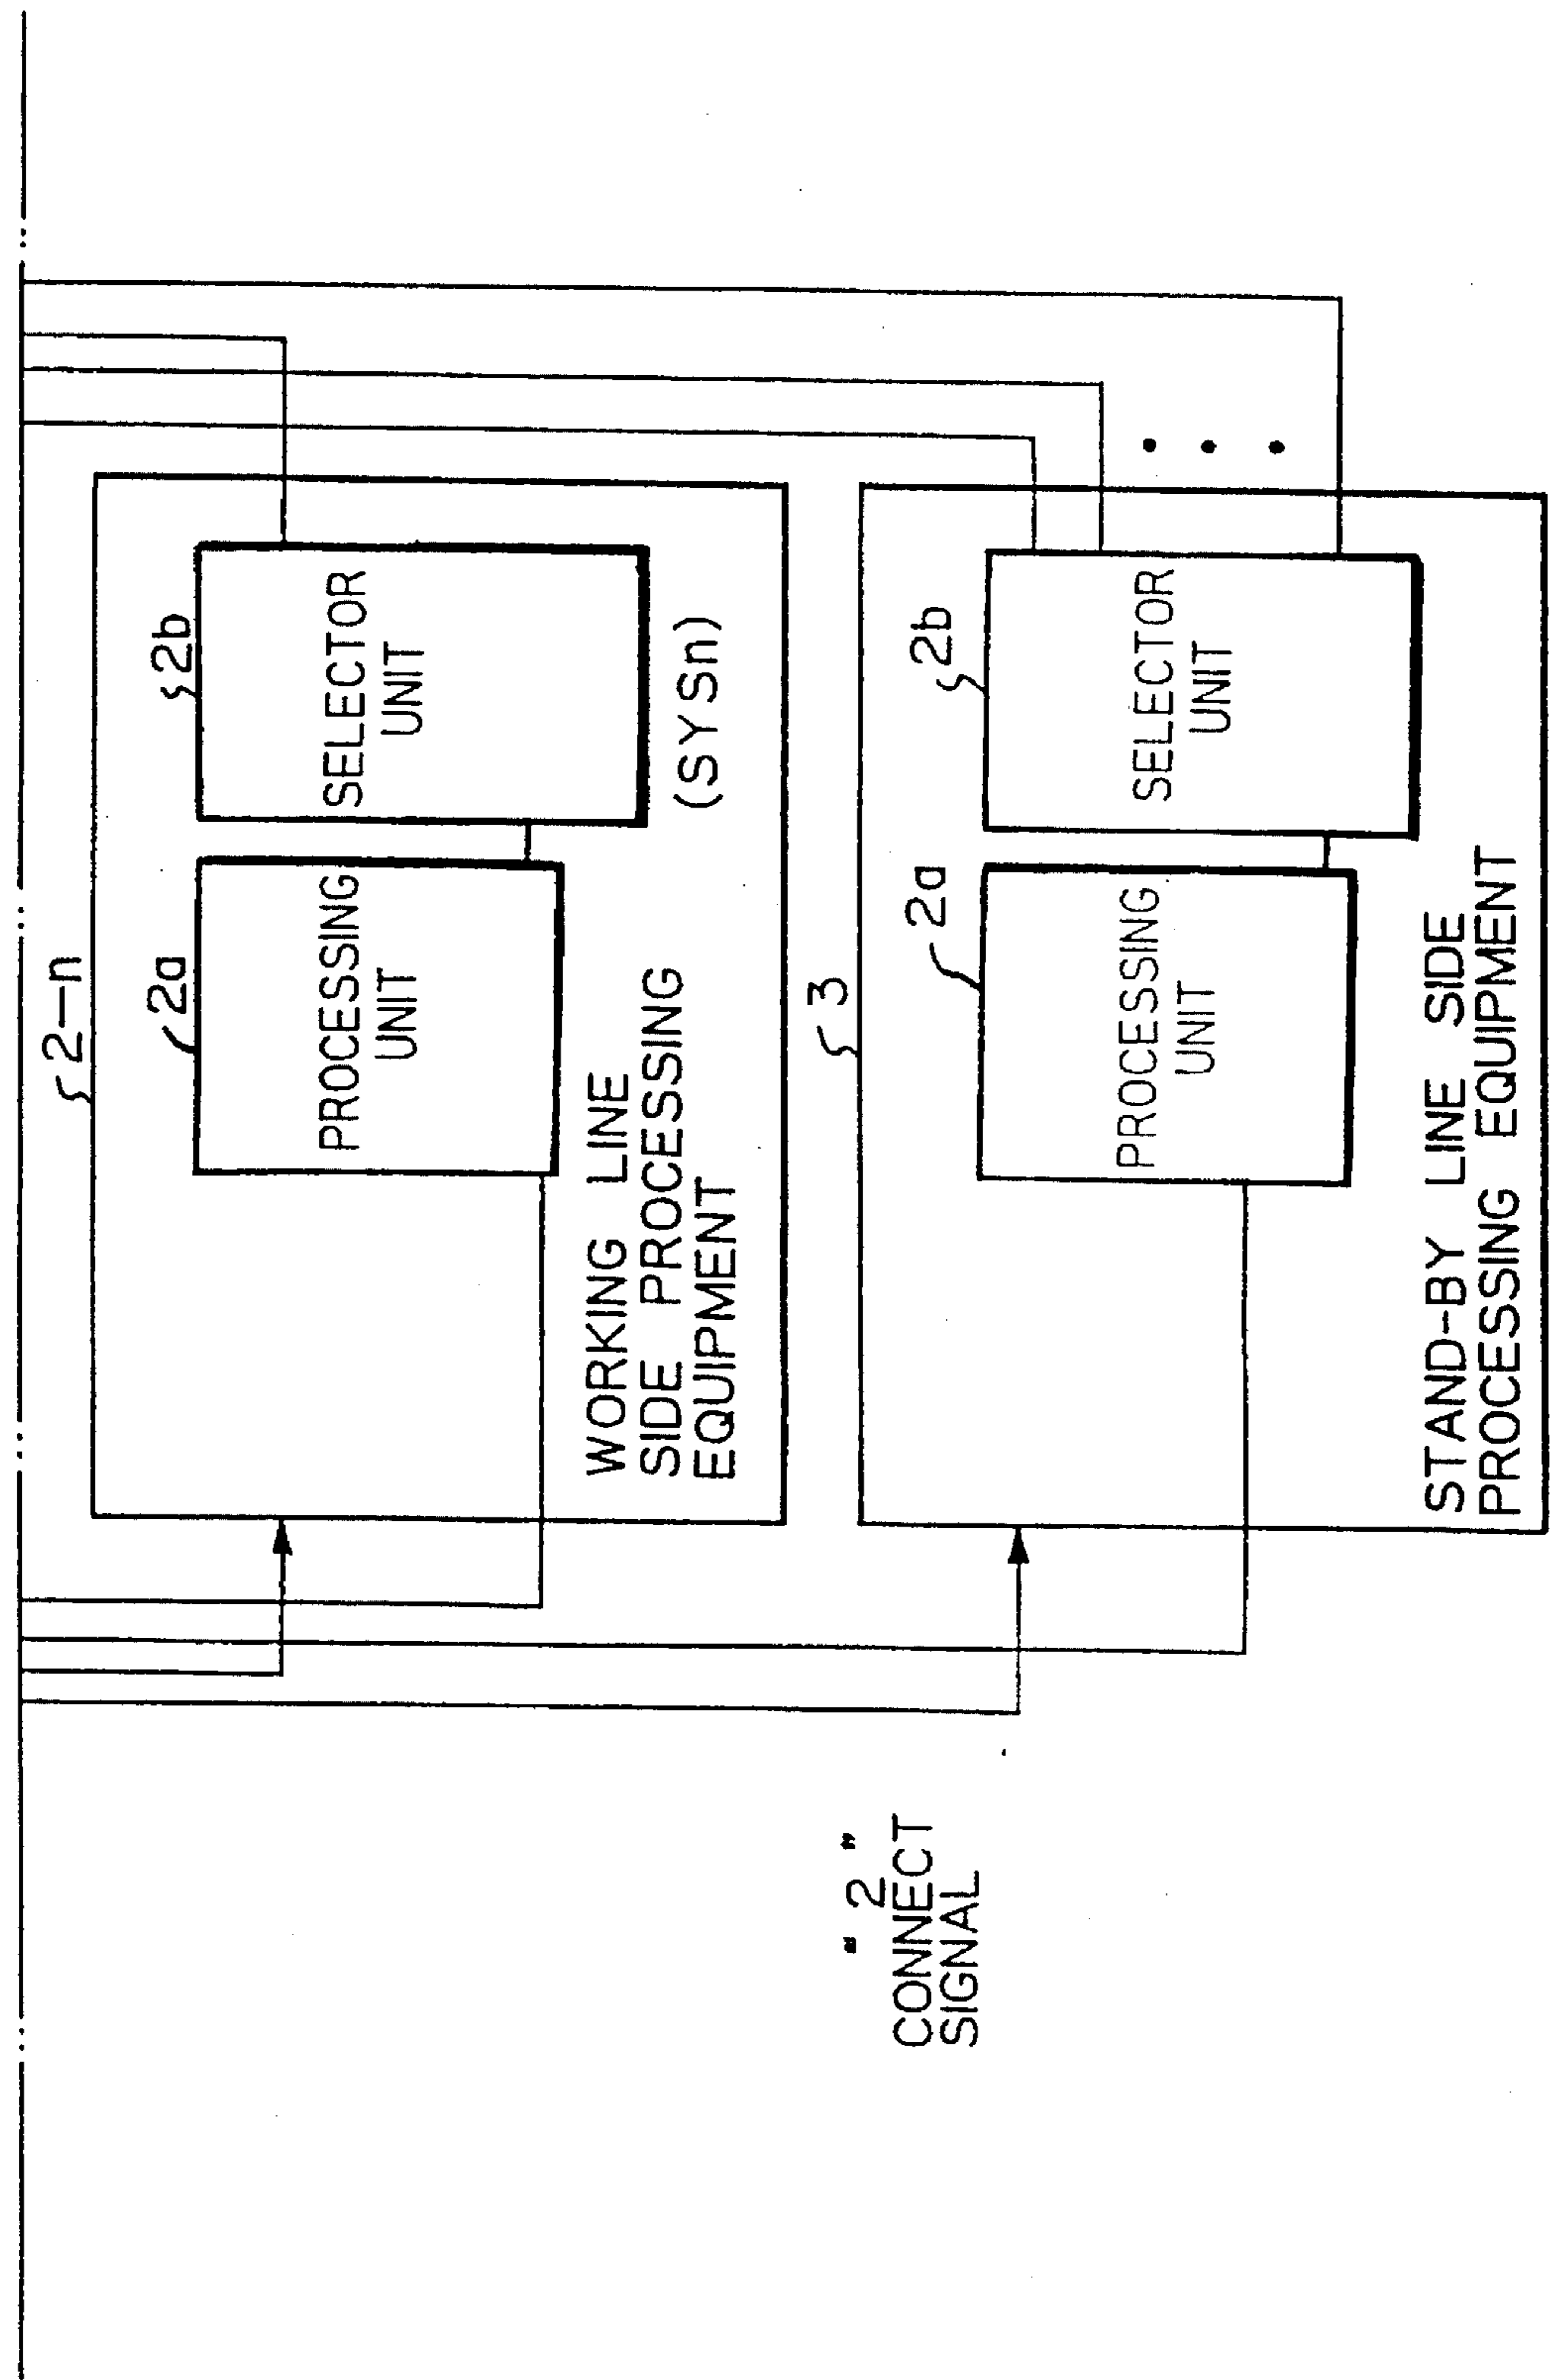 2-n
2a
2b
PROCESSING
UNIT
SELECTOR
UNIT
(SYSn)
WORKING LINE
SIDE PROCESSING
EQUIPMENT
3
2a
2b
PROCESSING
UNIT
SELECTOR
UNIT
STAND-BY LINE SIDE
PROCESSING EQUIPMENT
"2"
CONNECT
SIGNAL